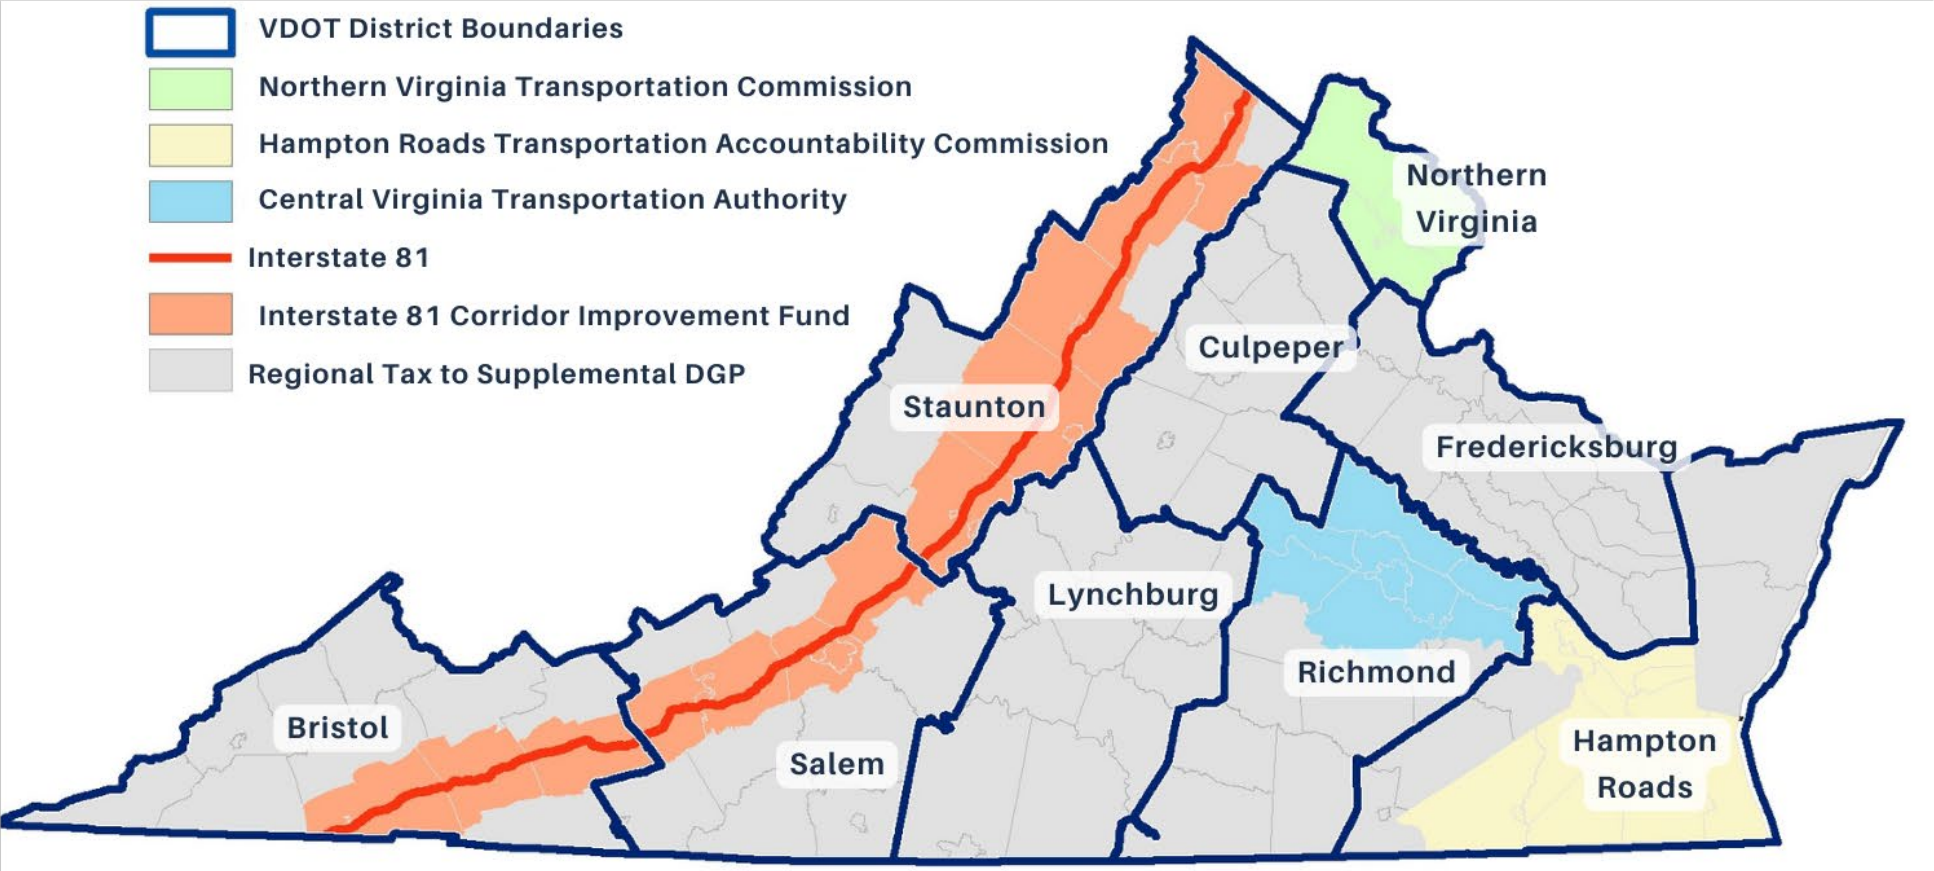 VDOT District Boundaries
Northern Virginia Transportation Commission
Hampton Roads Transportation Accountability Commission
Central Virginia Transportation Authority
Interstate 81
Interstate 81 Corridor Improvement Fund
Regional Tax to Supplemental DGP
Northern
Virginia
Culpeper
Staunton
Fredericksburg
Lynchburg
Richmond
Bristol
Salem
Hampton
Roads